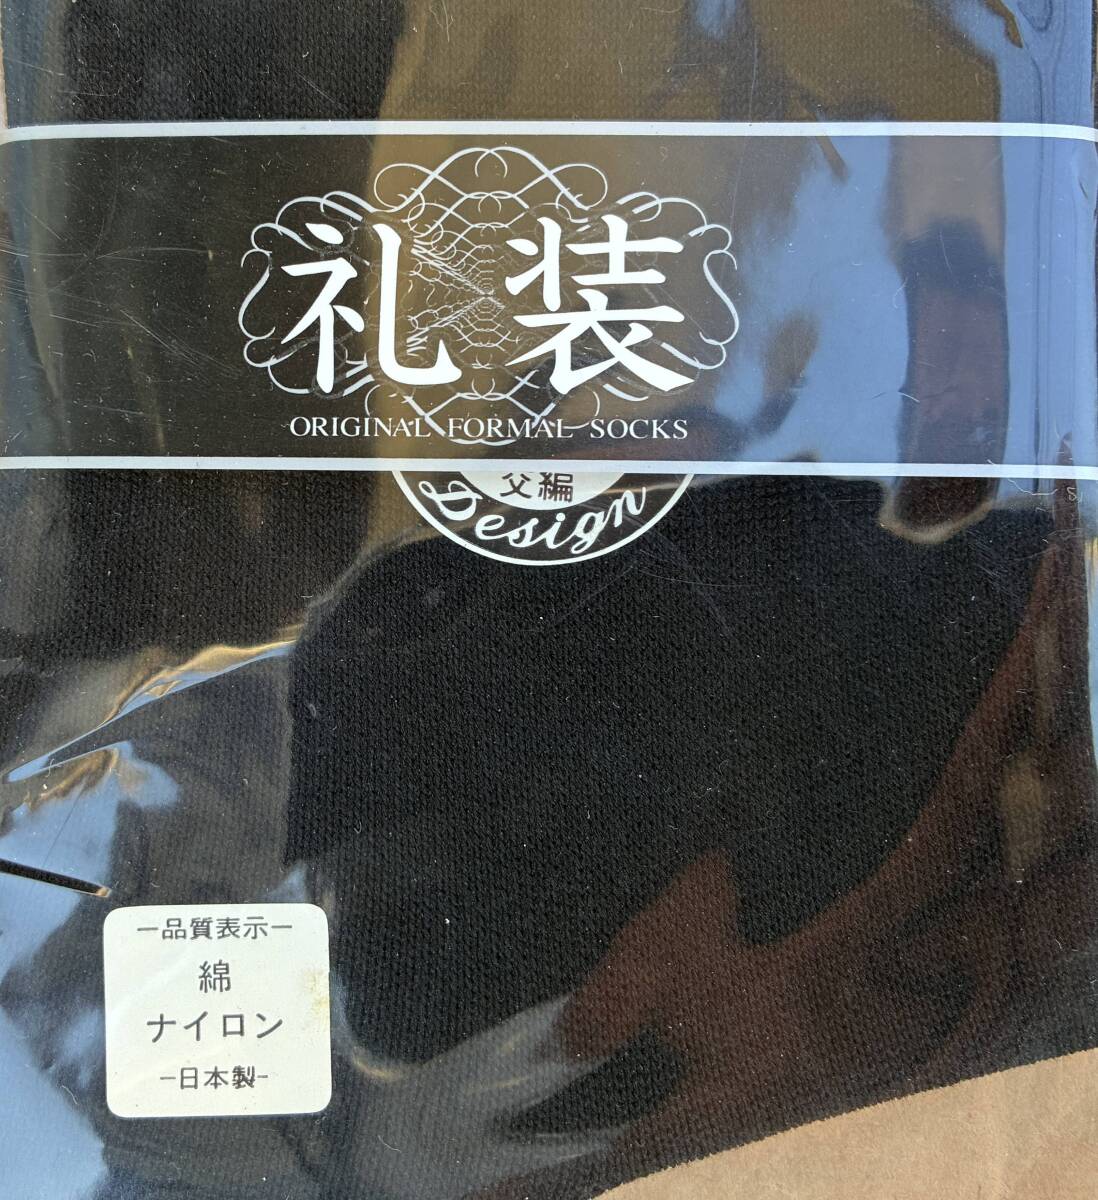 礼装
ORIGINAL FORMAL SOCKS
編
Design
—品質表示—
綿
ナイロン
-日本製-